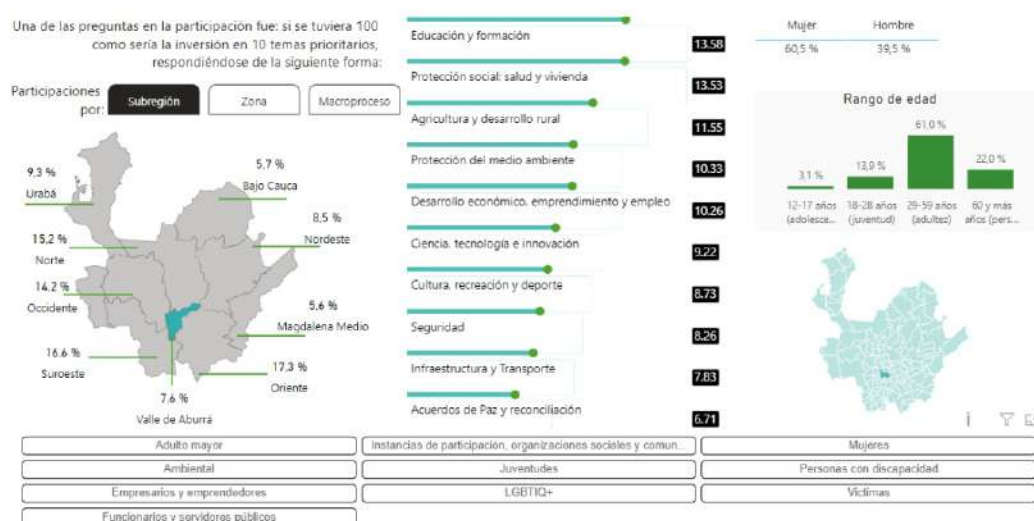 Una de las preguntas en la participación fue: si se tuviera 100
como sería la inversión en 10 temas prioritarios,
respondiéndose de la siguiente forma:
Participaciones
por:
Subregión
Zona
Macroproceso
9.3 %
Urabá
5.7 %
Bajo Cauca
8,5 %
Nordeste
15,2 %
Norte
14.2 %
Occidente
5.6 %
Magdalena Medio
16.6 %
Suroeste
17,3 %
Oriente
7.6 %
Valle de Aburrá
Educación y formación
13.58
Protección social: salud y vivienda
13.53
Agricultura y desarrollo rural
11.55
Protección del medio ambiente
10.33
Desarrollo económico, emprendimiento y empleo
10.26
Ciencia, tecnología e innovación
9.22
Cultura, recreación y deporte
8.73
Seguridad
8.26
Infraestructura y Transporte
7.83
Acuerdos de Paz y reconciliación
6.71
Mujer Hombre
60,5 % 39,5 %
Rango de edad
3,1 %
13,9 %
61,0 %
22,0 %
12-17 años
(adolesce...
18-28 años
(juventud)
29-59 años
(adultez)
60 y más
años (pers...
Adulto mayor
Instancias de participación, organizaciones sociales y comun...
Mujeres
Ambiental
Juventudes
Personas con discapacidad
Empresarios y emprendedores
LGBTIQ+
Víctimas
Funcionarios y servidores públicos